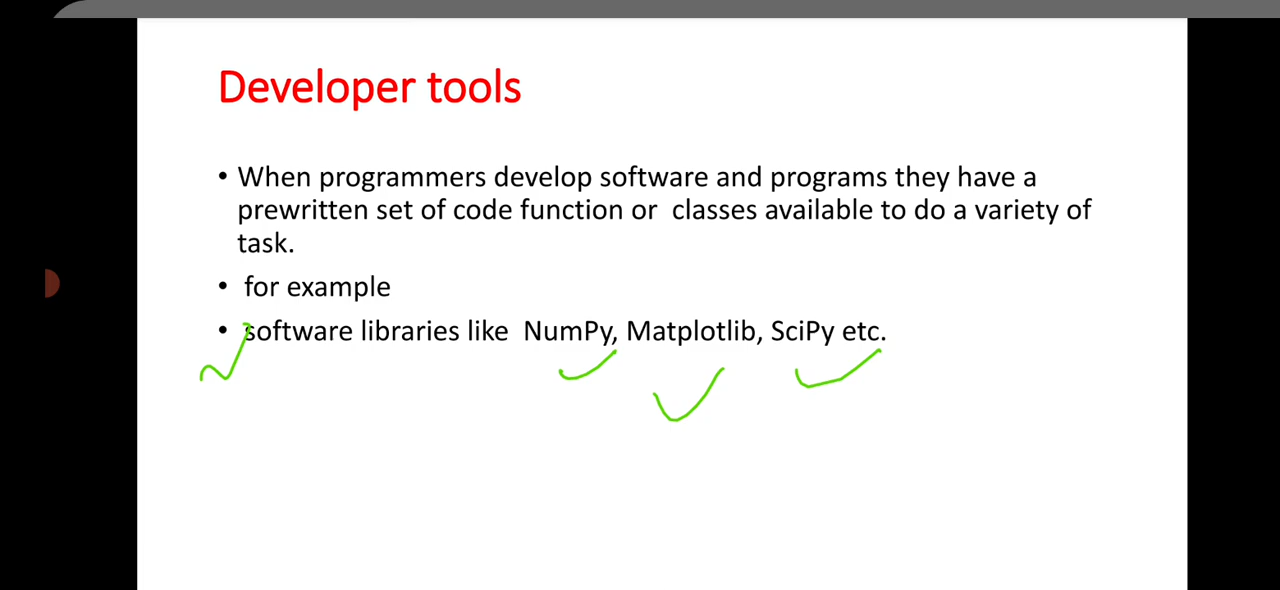 Developer tools
• When programmers develop software and programs they have a
prewritten set of code function or classes available to do a variety of
task.
• for example
• software libraries like NumPy, Matplotlib, SciPy etc.